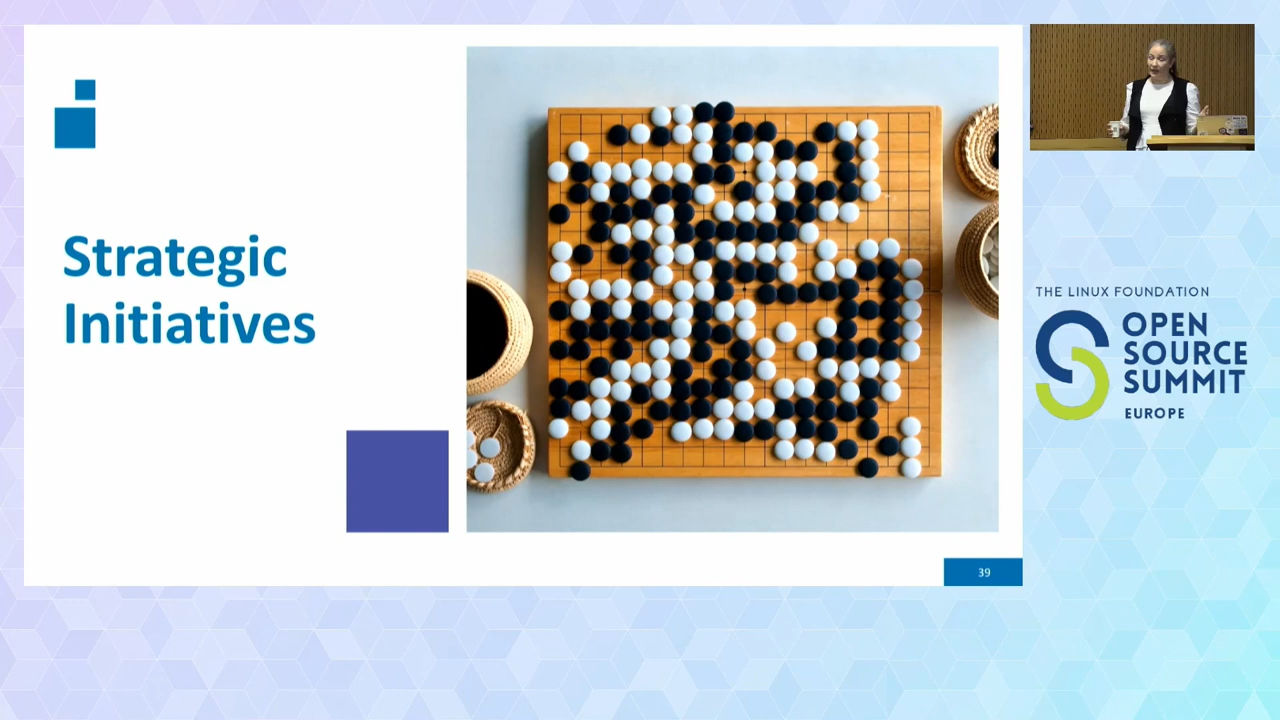 Strategic
Initiatives
39
THE LINUX FOUNDATION
OPEN
SOURCE
SUMMIT
EUROPE